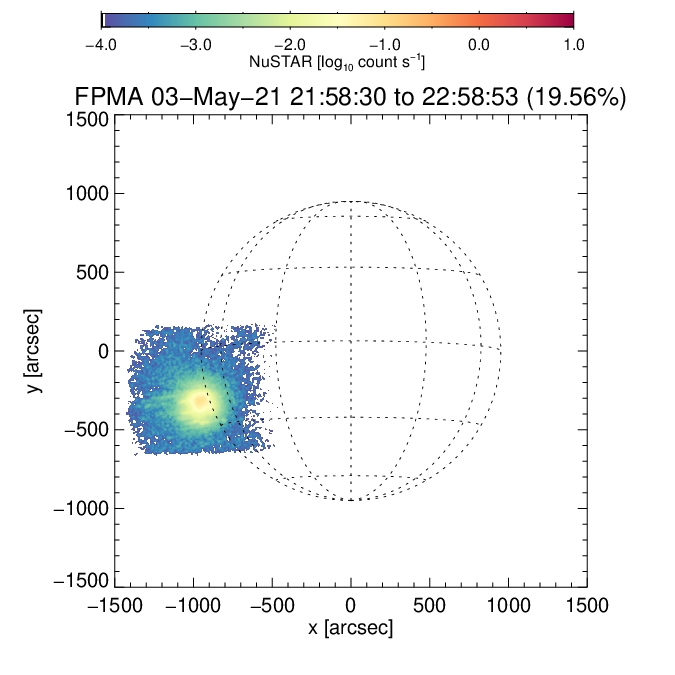 −4.0 −3.0 −2.0 −1.0 0.0 1.0
NuSTAR [log₁₀ count s⁻¹]
FPMA 03−May−21 21:58:30 to 22:58:53 (19.56%)
1500
1000
500
0
−500
−1000
−1500
y [arcsec]
−1500 −1000 −500 0 500 1000 1500
x [arcsec]